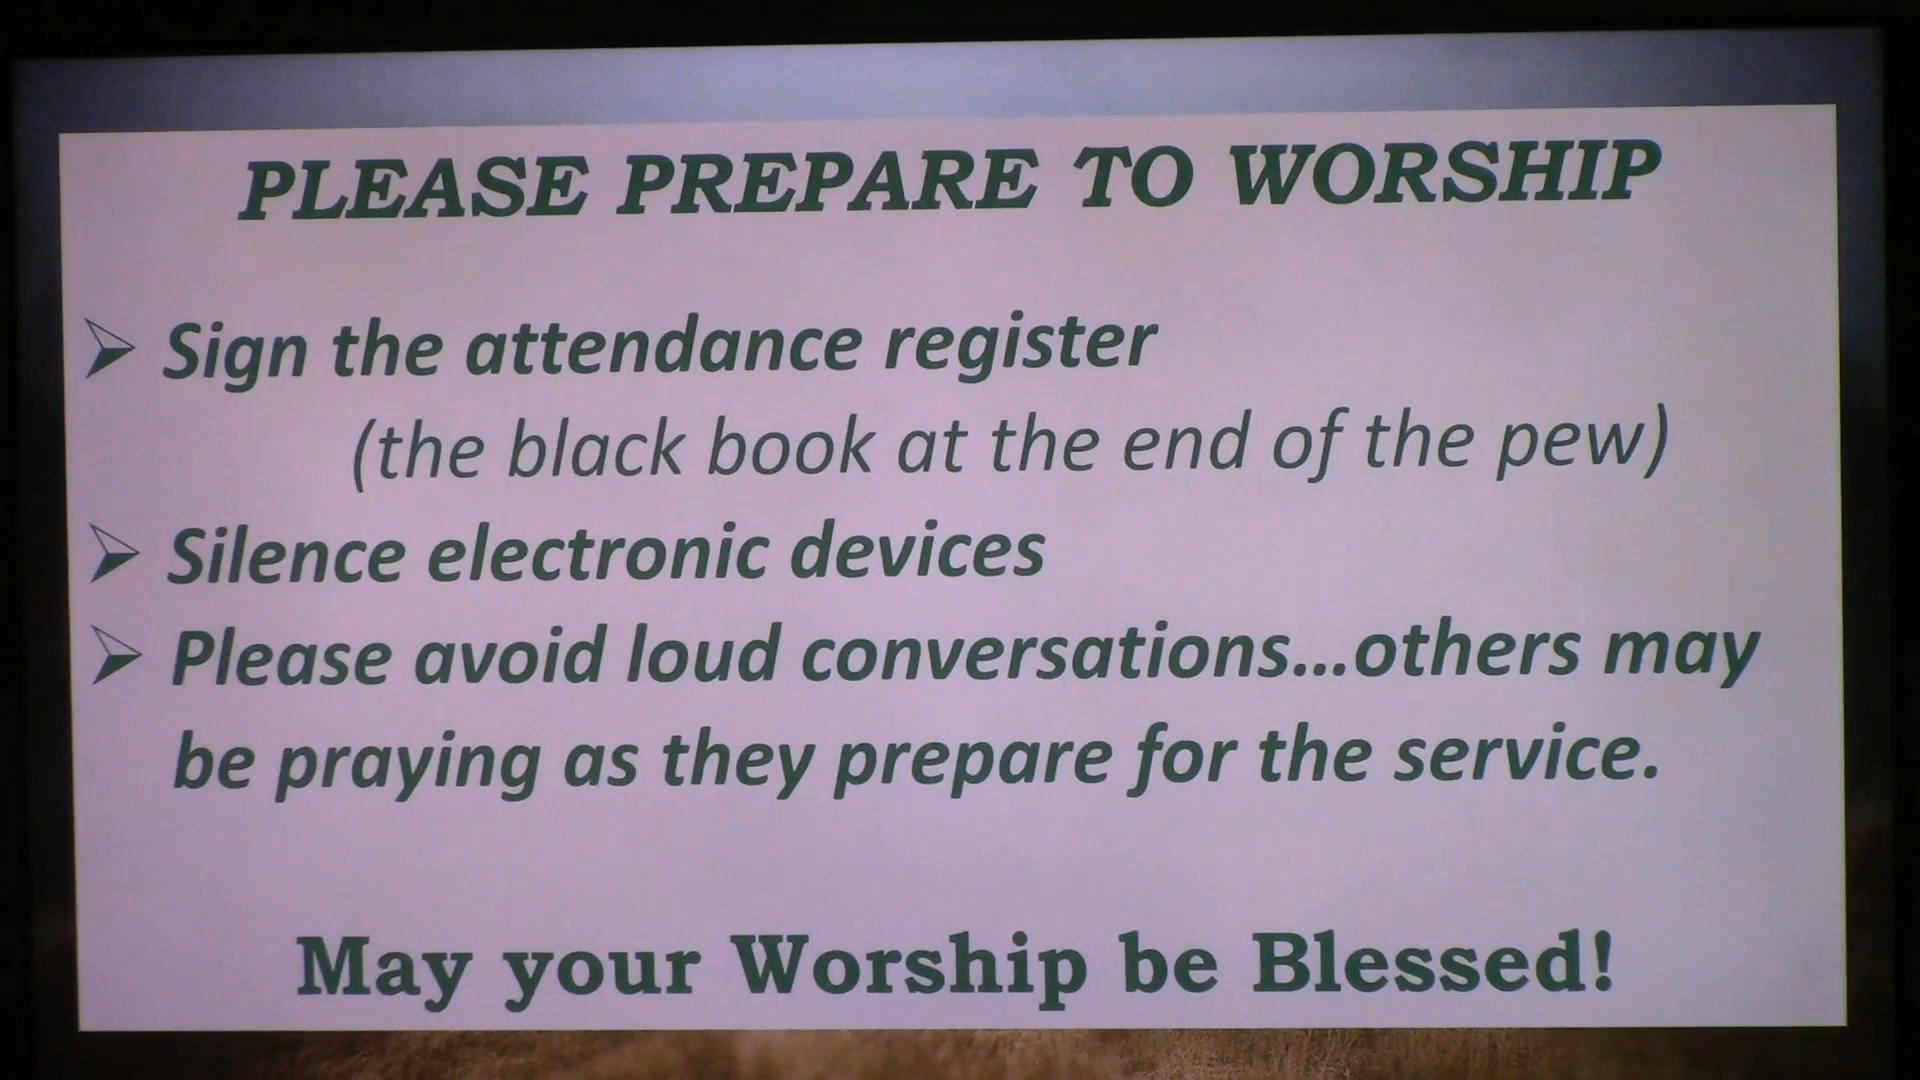 PLEASE PREPARE TO WORSHIP
➢ Sign the attendance register
(the black book at the end of the pew)
➢ Silence electronic devices
➢ Please avoid loud conversations...others may
be praying as they prepare for the service.
May your Worship be Blessed!